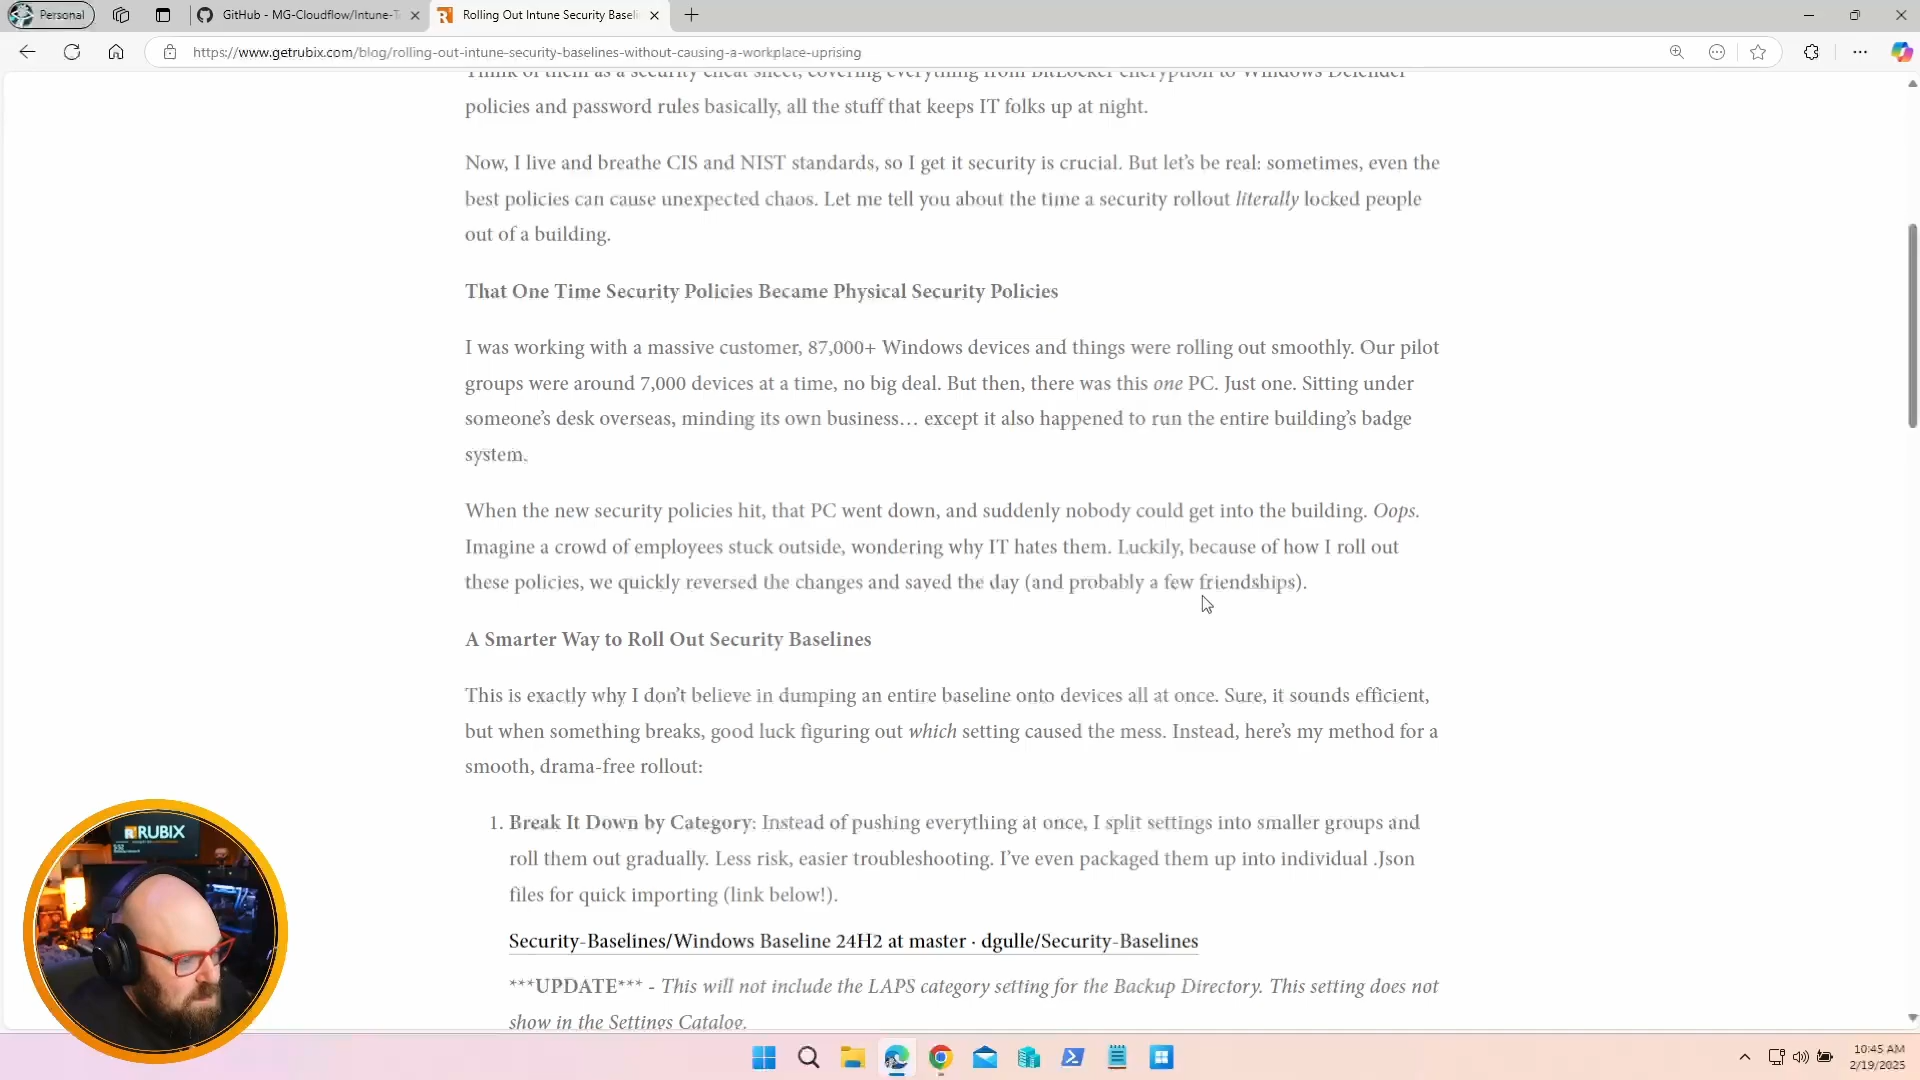 Personal
GitHub - MG-Cloudflow/Intune-T
Rolling Out Intune Security Baseli
https://www.getrubix.com/blog/rolling-out-intune-security-baselines-without-causing-a-workplace-uprising
Think of them as a security cheat sheet, covering everything from BitLocker encryption to Windows Defender
policies and password rules basically, all the stuff that keeps IT folks up at night.
Now, I live and breathe CIS and NIST standards, so I get it security is crucial. But let's be real: sometimes, even the
best policies can cause unexpected chaos. Let me tell you about the time a security rollout literally locked people
out of a building.
That One Time Security Policies Became Physical Security Policies
I was working with a massive customer, 87,000+ Windows devices and things were rolling out smoothly. Our pilot
groups were around 7,000 devices at a time, no big deal. But then, there was this one PC. Just one. Sitting under
someone's desk overseas, minding its own business… except it also happened to run the entire building's badge
system.
When the new security policies hit, that PC went down, and suddenly nobody could get into the building. Oops.
Imagine a crowd of employees stuck outside, wondering why IT hates them. Luckily, because of how I roll out
these policies, we quickly reversed the changes and saved the day (and probably a few friendships).
A Smarter Way to Roll Out Security Baselines
This is exactly why I don't believe in dumping an entire baseline onto devices all at once. Sure, it sounds efficient,
but when something breaks, good luck figuring out which setting caused the mess. Instead, here's my method for a
smooth, drama-free rollout:
1. Break It Down by Category: Instead of pushing everything at once, I split settings into smaller groups and
roll them out gradually. Less risk, easier troubleshooting. I've even packaged them up into individual .Json
files for quick importing (link below!).
Security-Baselines/Windows Baseline 24H2 at master · dgulle/Security-Baselines
***UPDATE*** - This will not include the LAPS category setting for the Backup Directory. This setting does not
show in the Settings Catalog.
RUBIX
10:45 AM
2/19/2025